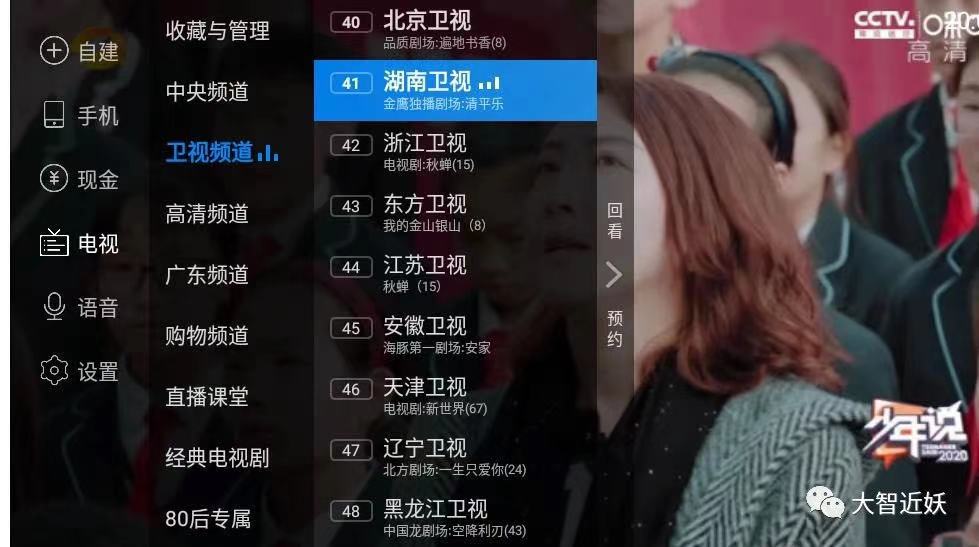 自建
手机
现金
电视
语音
设置
收藏与管理
中央频道
卫视频道
高清频道
广东频道
购物频道
直播课堂
经典电视剧
80后专属
40 北京卫视
品质剧场:遍地书香(8)
41 湖南卫视
金鹰独播剧场:清平乐
42 浙江卫视
电视剧:秋蝉(15)
43 东方卫视
我的金山银山（8）
44 江苏卫视
秋蝉（15）
45 安徽卫视
海豚第一剧场:安家
46 天津卫视
电视剧:新世界(67)
47 辽宁卫视
北方剧场:一生只爱你(24)
48 黑龙江卫视
中国龙剧场:空降利刃(43)
回看
预约
CCTV.
高清
少年说
2020
大智近妖